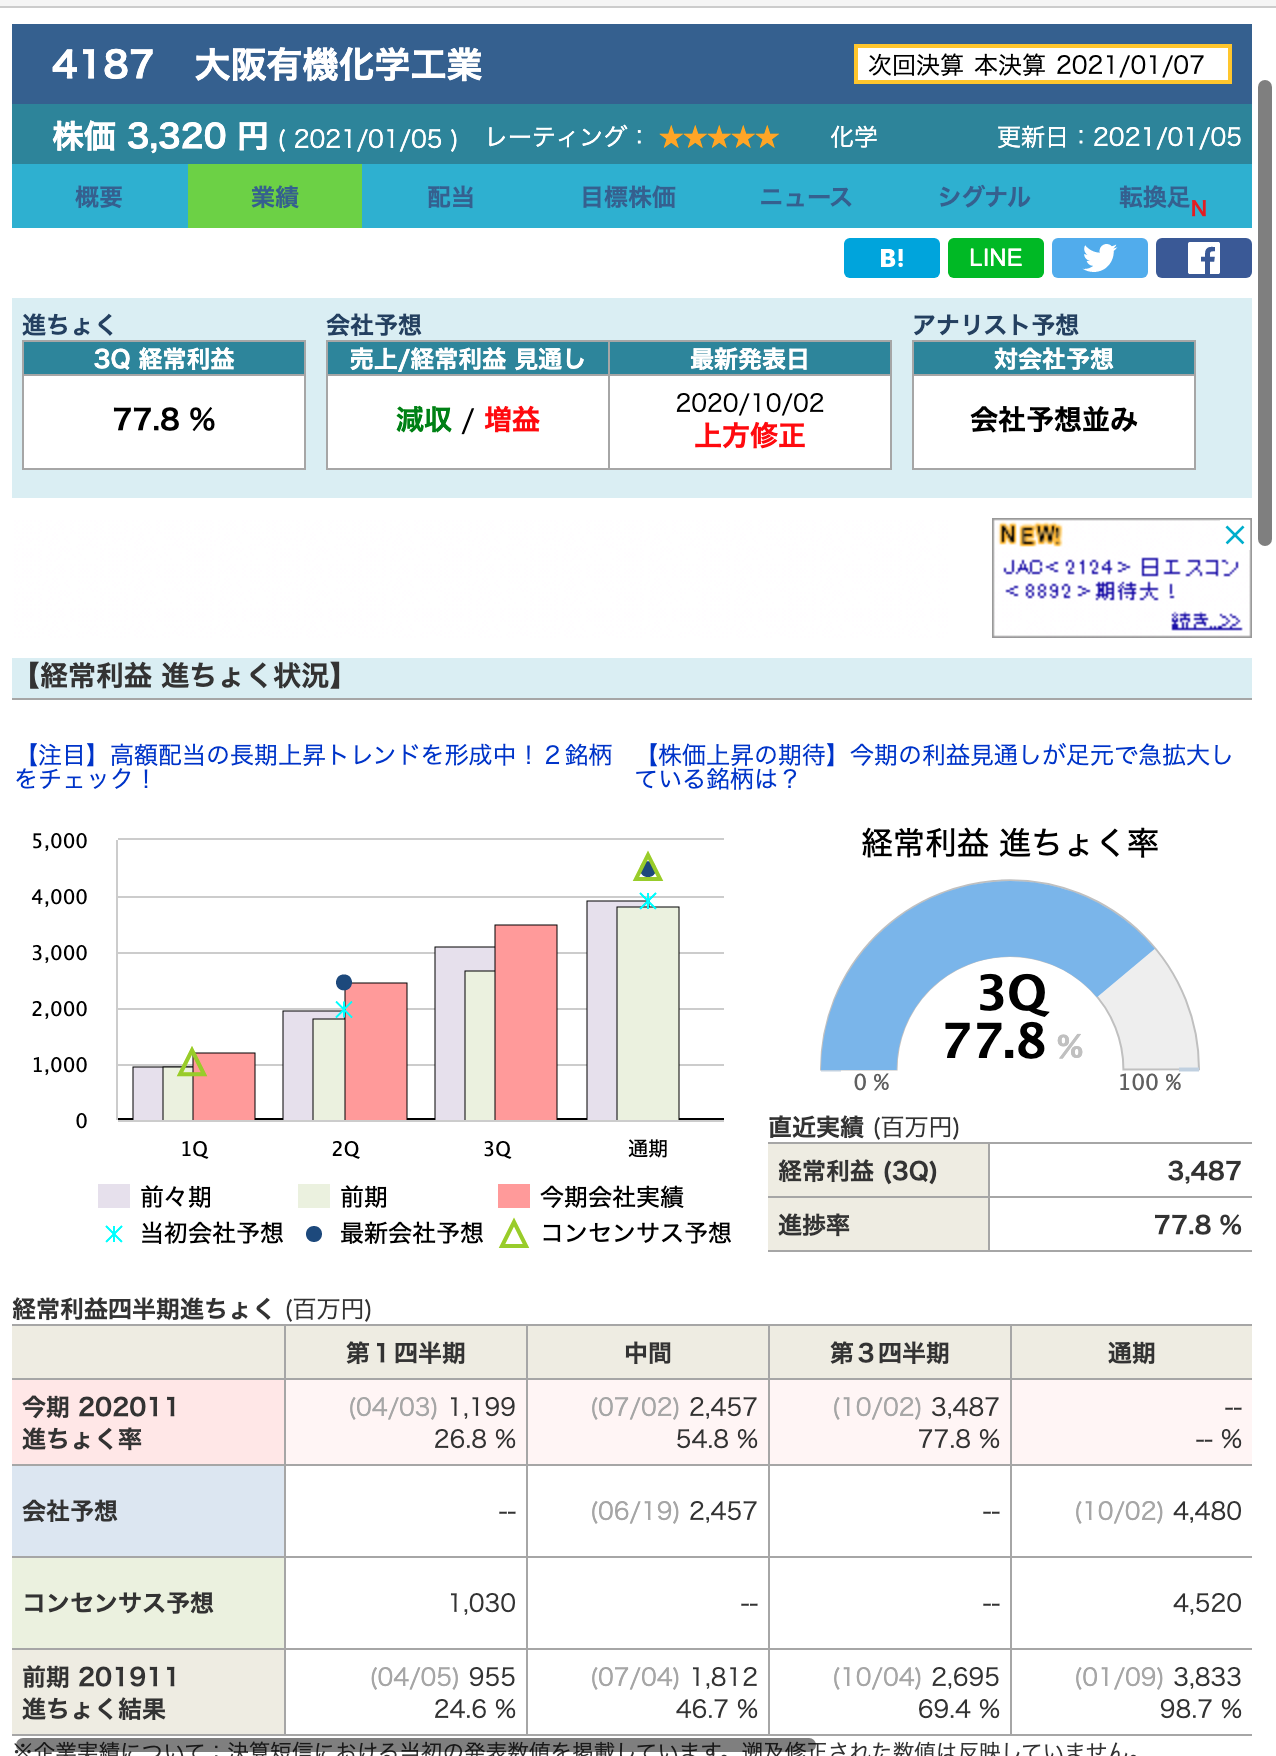 4187 大阪有機化学工業
次回決算 本決算 2021/01/07
株価 3,320 円 ( 2021/01/05 ) レーティング： ★★★★★ 化学 更新日：2021/01/05
概要 業績 配当 目標株価 ニュース シグナル 転換足N
B! LINE
進ちょく 会社予想 アナリスト予想
3Q 経常利益 売上/経常利益 見通し 最新発表日 対会社予想
77.8 % 減収 / 増益 2020/10/02 会社予想並み
上方修正
NEW!
JAC<2124> 日エスコン
<8892>期待大！
続き..>>
【経常利益 進ちょく状況】
【注目】高額配当の長期上昇トレンドを形成中！２銘柄
をチェック！
【株価上昇の期待】今期の利益見通しが足元で急拡大し
ている銘柄は？
5,000
4,000
3,000
2,000
1,000
0
1Q 2Q 3Q 通期
前々期 前期 今期会社実績
当初会社予想 最新会社予想 コンセンサス予想
経常利益 進ちょく率
3Q
77.8 %
0 % 100 %
直近実績 (百万円)
経常利益 (3Q) 3,487
進捗率 77.8 %
経常利益四半期進ちょく (百万円)
第１四半期 中間 第３四半期 通期
今期 202011 (04/03) 1,199 (07/02) 2,457 (10/02) 3,487 --
進ちょく率 26.8 % 54.8 % 77.8 % -- %
会社予想 -- (06/19) 2,457 -- (10/02) 4,480
コンセンサス予想 1,030 -- -- 4,520
前期 201911 (04/05) 955 (07/04) 1,812 (10/04) 2,695 (01/09) 3,833
進ちょく結果 24.6 % 46.7 % 69.4 % 98.7 %
※企業実績について：決算短信における当初の発表数値を掲載しています。遡及修正された数値は反映していません。